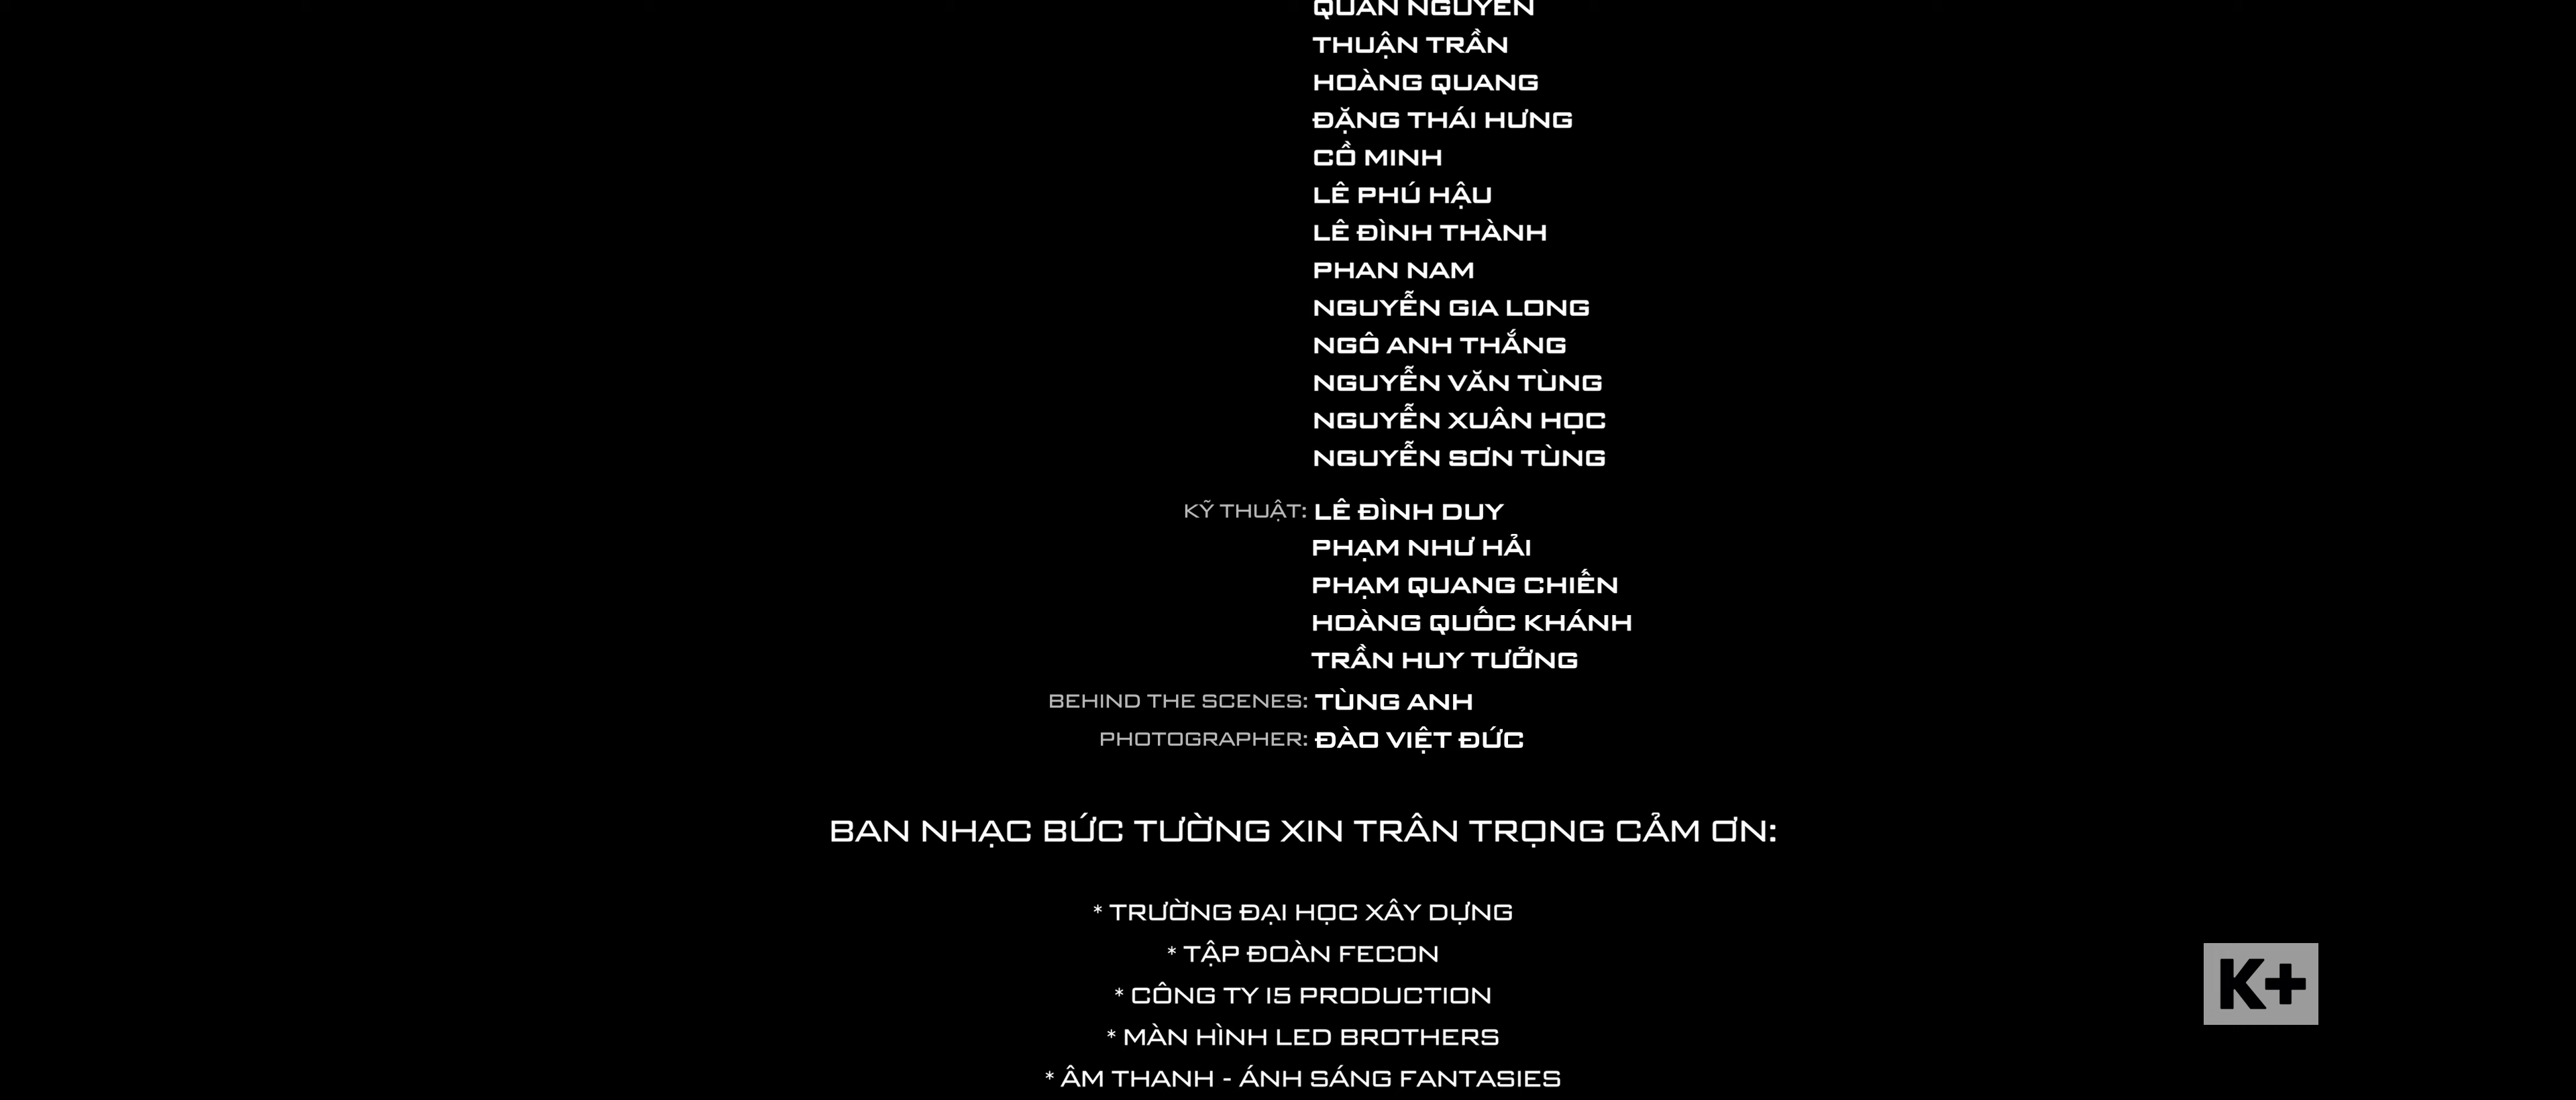 QUÂN NGUYỄN
THUẬN TRẦN
HOÀNG QUANG
ĐẶNG THÁI HƯNG
CỒ MINH
LÊ PHÚ HẬU
LÊ ĐÌNH THÀNH
PHAN NAM
NGUYỄN GIA LONG
NGÔ ANH THẮNG
NGUYỄN VĂN TÙNG
NGUYỄN XUÂN HỌC
NGUYỄN SƠN TÙNG
KỸ THUẬT: LÊ ĐÌNH DUY
PHẠM NHƯ HẢI
PHẠM QUANG CHIẾN
HOÀNG QUỐC KHÁNH
TRẦN HUY TƯỞNG
BEHIND THE SCENES: TÙNG ANH
PHOTOGRAPHER: ĐÀO VIỆT ĐỨC
BAN NHẠC BỨC TƯỜNG XIN TRÂN TRỌNG CẢM ƠN:
* TRƯỜNG ĐẠI HỌC XÂY DỰNG
* TẬP ĐOÀN FECON
* CÔNG TY I5 PRODUCTION
* MÀN HÌNH LED BROTHERS
* ÂM THANH - ÁNH SÁNG FANTASIES
K+